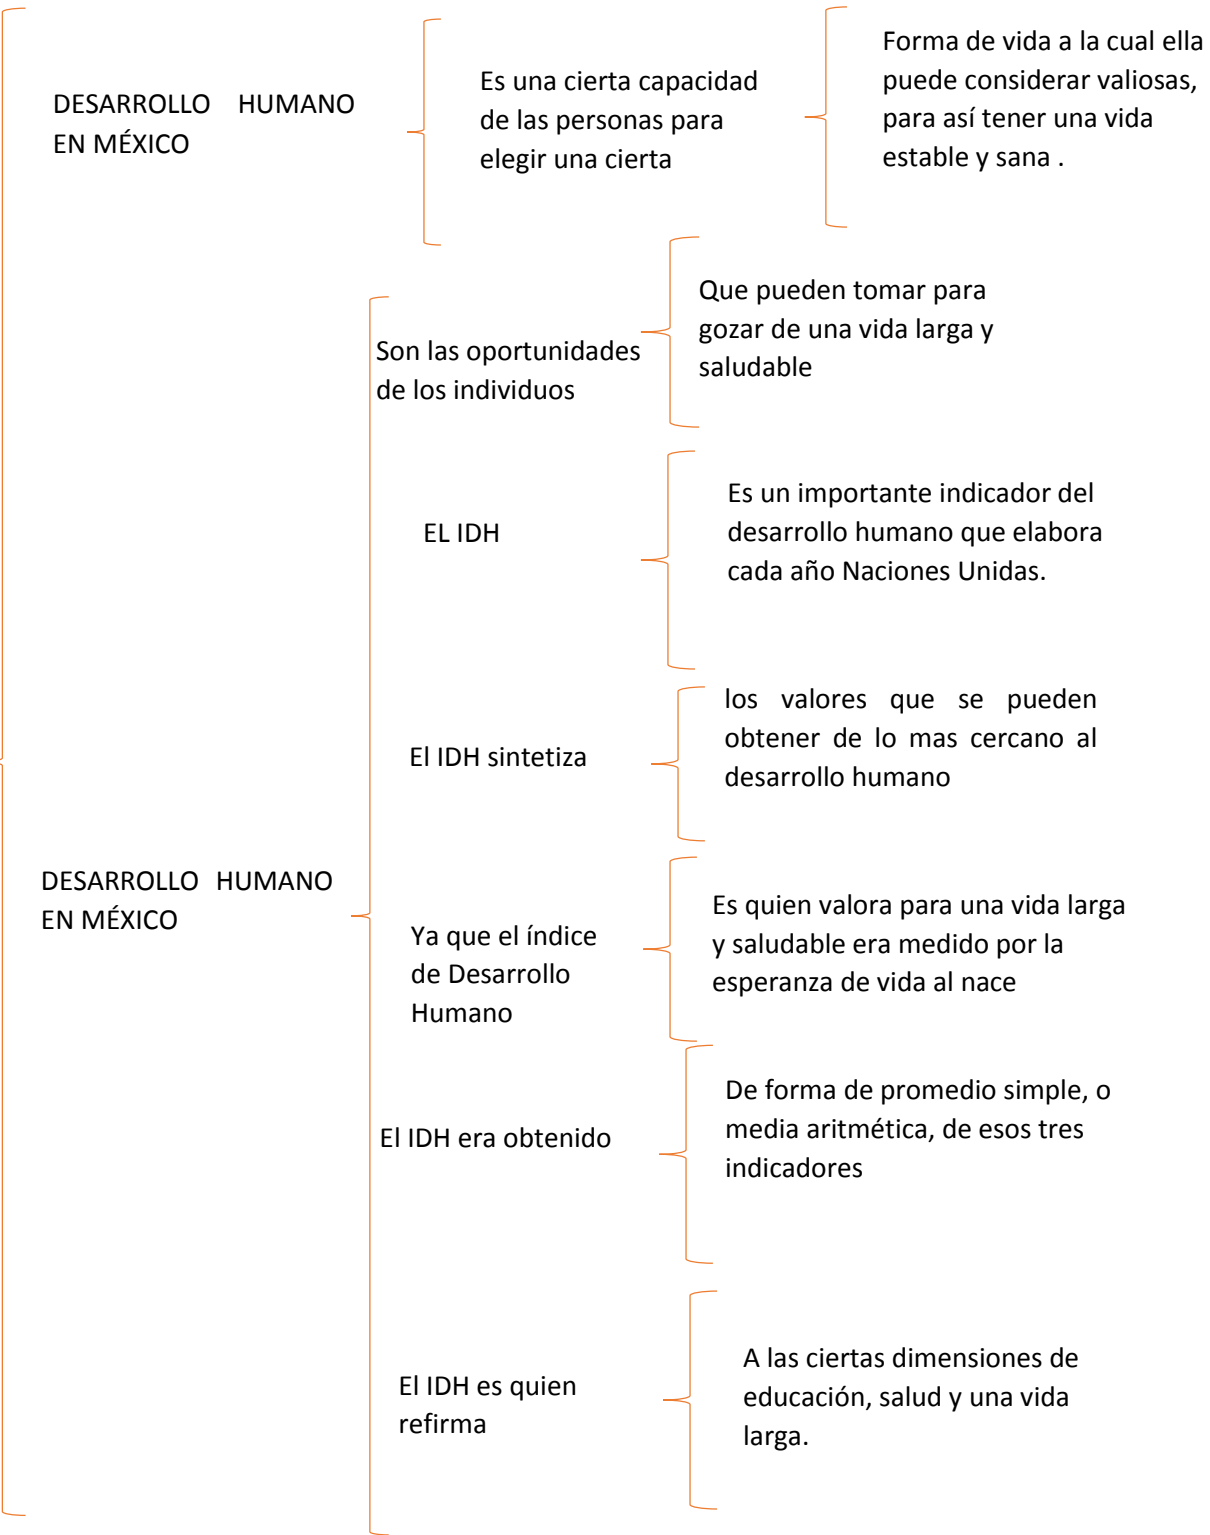 DESARROLLO HUMANO
EN MÉXICO
Es una cierta capacidad
de las personas para
elegir una cierta
Forma de vida a la cual ella
puede considerar valiosas,
para así tener una vida
estable y sana .
DESARROLLO HUMANO
EN MÉXICO
Son las oportunidades
de los individuos
Que pueden tomar para
gozar de una vida larga y
saludable
EL IDH
Es un importante indicador del
desarrollo humano que elabora
cada año Naciones Unidas.
El IDH sintetiza
los valores que se pueden
obtener de lo mas cercano al
desarrollo humano
Ya que el índice
de Desarrollo
Humano
Es quien valora para una vida larga
y saludable era medido por la
esperanza de vida al nace
El IDH era obtenido
De forma de promedio simple, o
media aritmética, de esos tres
indicadores
El IDH es quien
refirma
A las ciertas dimensiones de
educación, salud y una vida
larga.